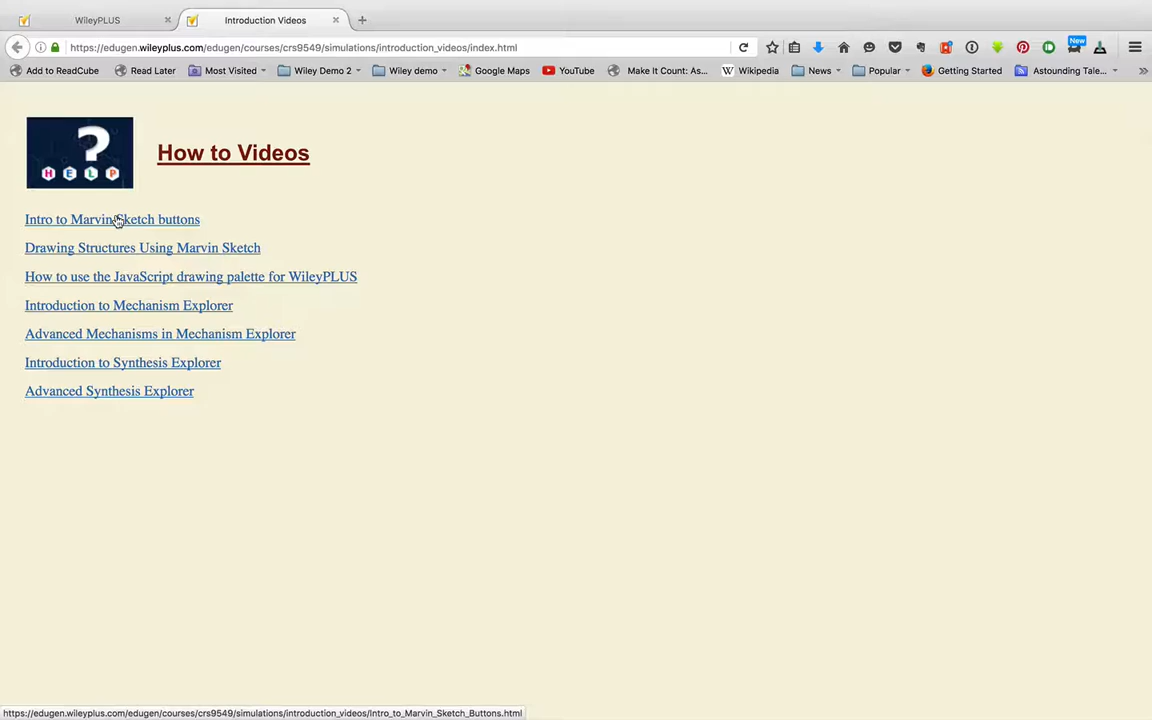 WileyPLUS
Introduction Videos
https://edugen.wileyplus.com/edugen/courses/crs9549/simulations/introduction_videos/index.html
New
Add to ReadCube Read Later Most Visited Wiley Demo 2 Wiley demo Google Maps YouTube Make It Count: As... W Wikipedia News Popular Getting Started Astounding Tale...
?
HELP
How to Videos
Intro to Marvin Sketch buttons
Drawing Structures Using Marvin Sketch
How to use the JavaScript drawing palette for WileyPLUS
Introduction to Mechanism Explorer
Advanced Mechanisms in Mechanism Explorer
Introduction to Synthesis Explorer
Advanced Synthesis Explorer
https://edugen.wileyplus.com/edugen/courses/crs9549/simulations/introduction_videos/Intro_to_Marvin_Sketch_Buttons.html